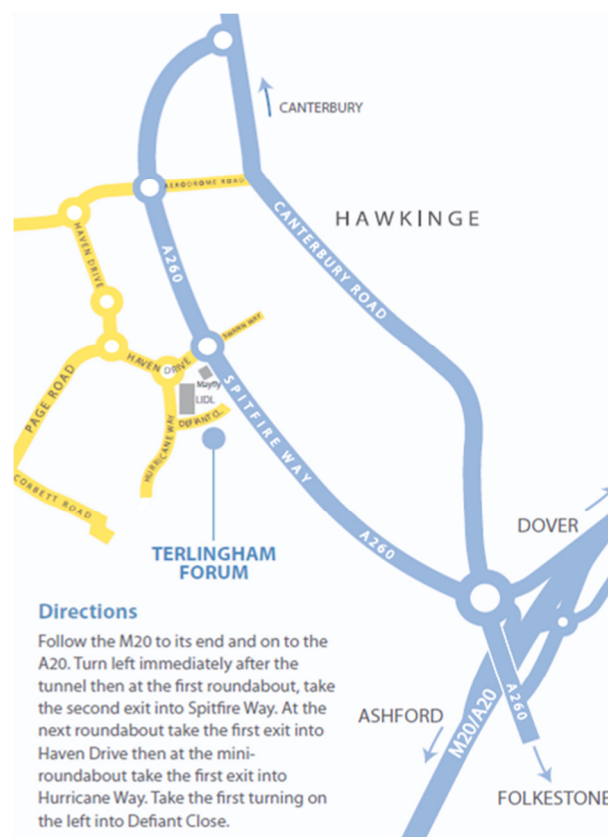 CANTERBURY
AERODROME ROAD
HAWKINGE
CANTERBURY ROAD
HAVEN DRIVE
A260
SWANN WAY
HAVEN DRIVE
Mayfly
LIDL
SPITFIRE WAY
PAGE ROAD
DEFIANT CL.
HURRICANE WAY
CORBETT ROAD
A260
DOVER
TERLINGHAM
FORUM
Directions
Follow the M20 to its end and on to the
A20. Turn left immediately after the
tunnel then at the first roundabout, take
the second exit into Spitfire Way. At the
next roundabout take the first exit into
Haven Drive then at the mini-
roundabout take the first exit into
Hurricane Way. Take the first turning on
the left into Defiant Close.
ASHFORD
M20/A20
A260
FOLKESTONE